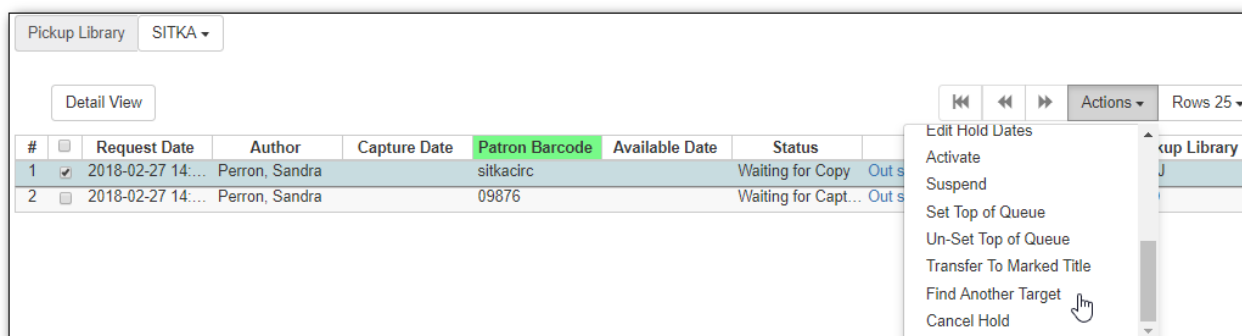 Pickup Library SITKA
Detail View Actions Rows 25
# Request Date Author Capture Date Patron Barcode Available Date Status kup Library
1 2018-02-27 14:... Perron, Sandra sitkacirc Waiting for Copy Out s J
2 2018-02-27 14:... Perron, Sandra 09876 Waiting for Capt... Out s
Edit Hold Dates
Activate
Suspend
Set Top of Queue
Un-Set Top of Queue
Transfer To Marked Title
Find Another Target
Cancel Hold